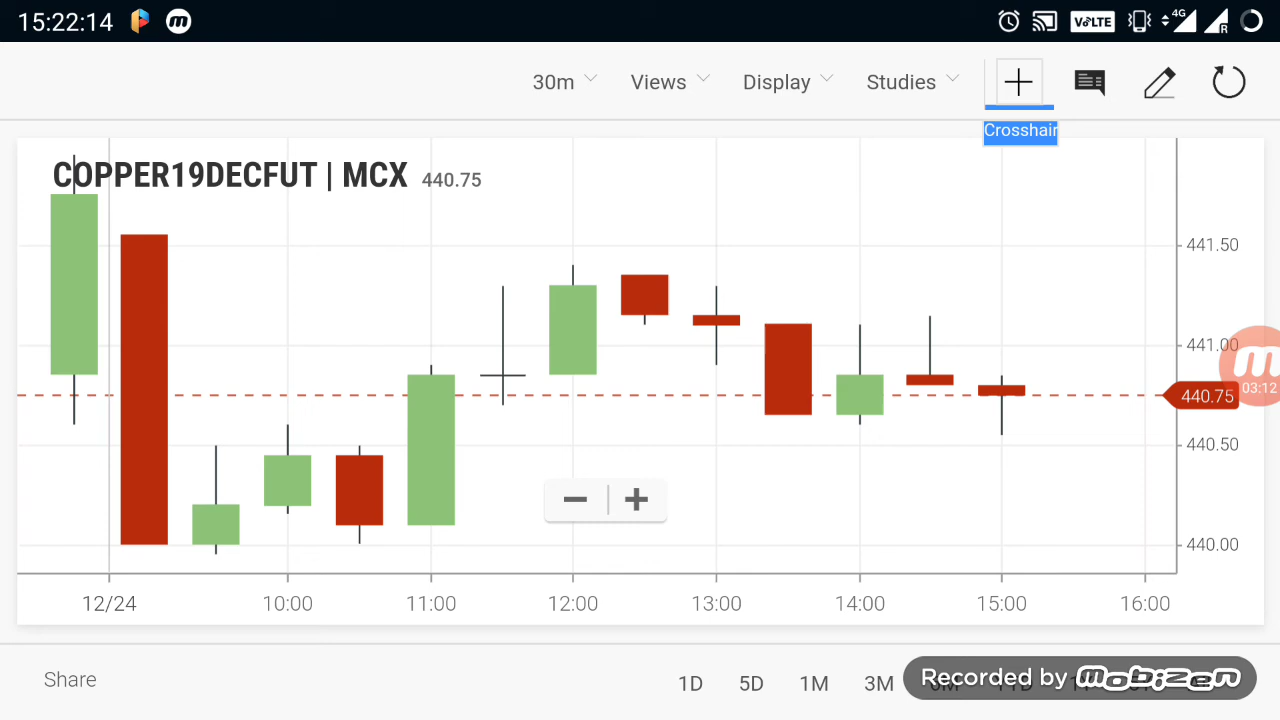 15:22:14 m VoLTE 4G R
30m Views Display Studies
Crosshair
COPPER19DECFUT | MCX 440.75
441.50
441.00
m
03:12
440.75
440.50
440.00
12/24 10:00 11:00 12:00 13:00 14:00 15:00 16:00
Share 1D 5D 1M 3M
Recorded by mobizen